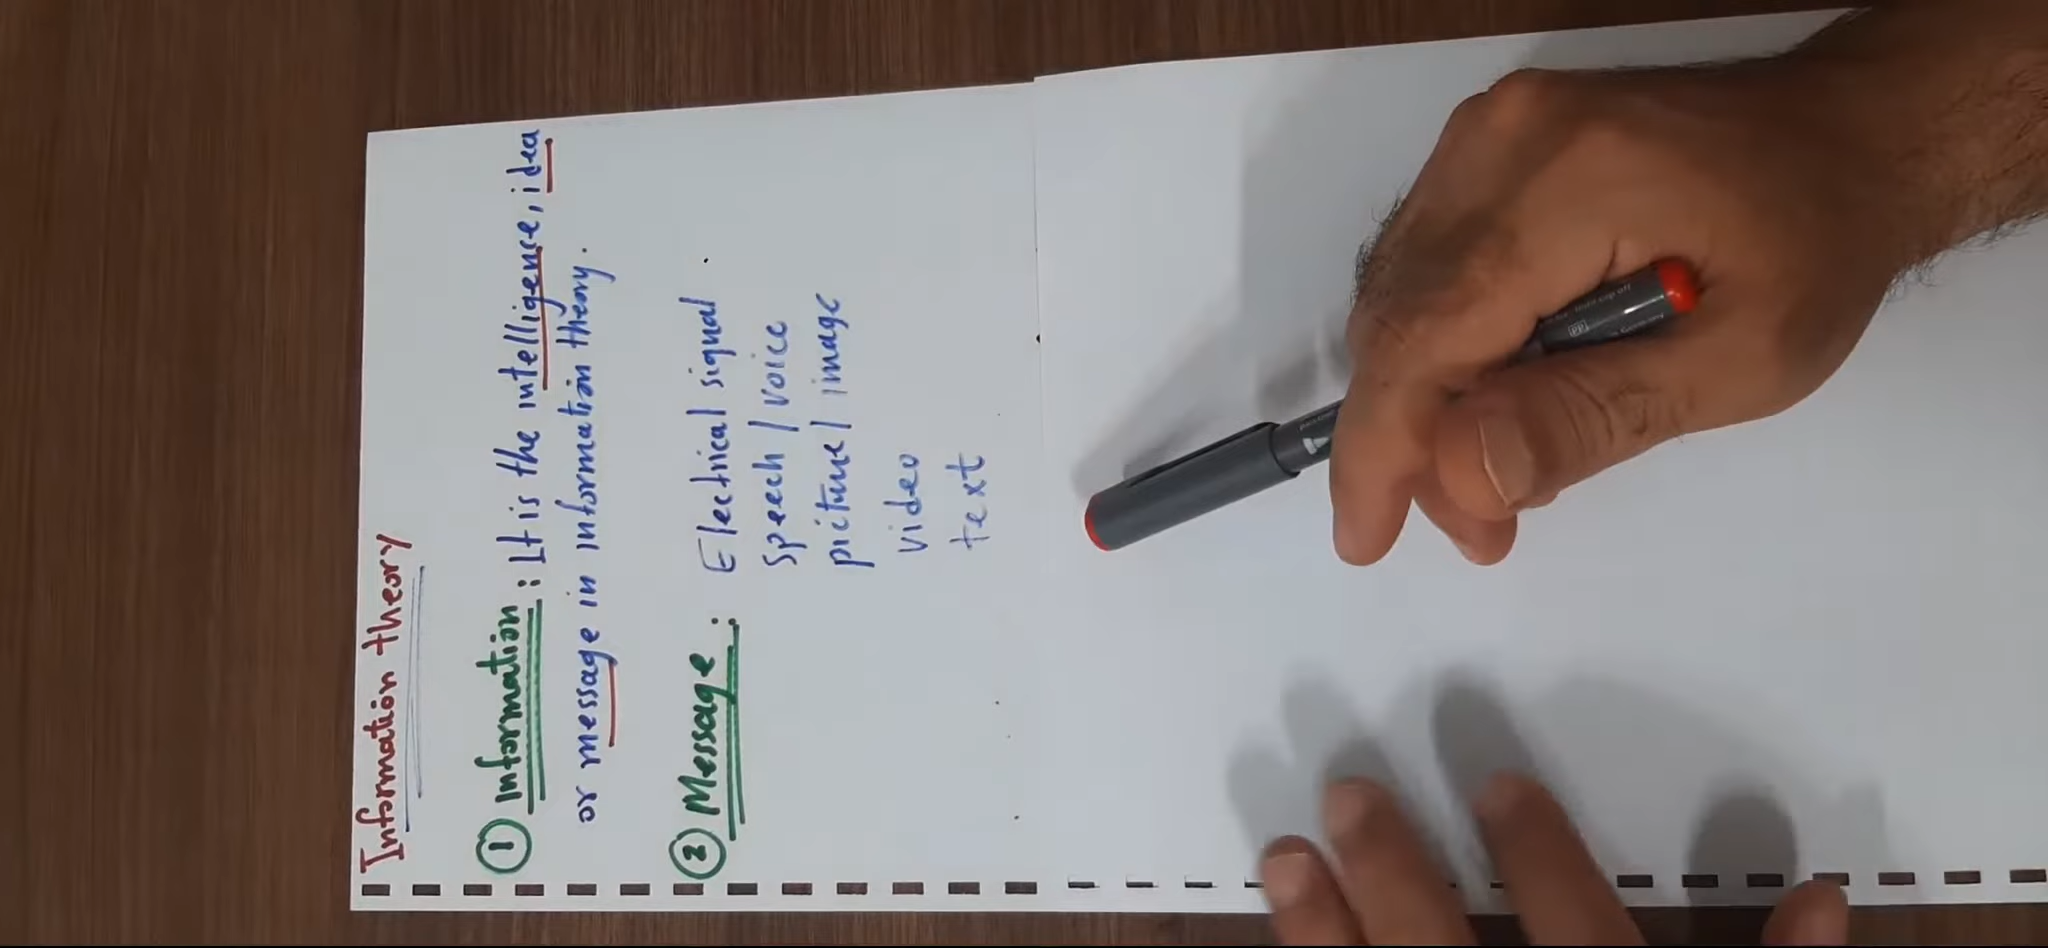 Information theory
① Information : It is the intelligence, idea
or message in information theory.
② Message : Electrical signal
Speech / voice
picture / image
video
text